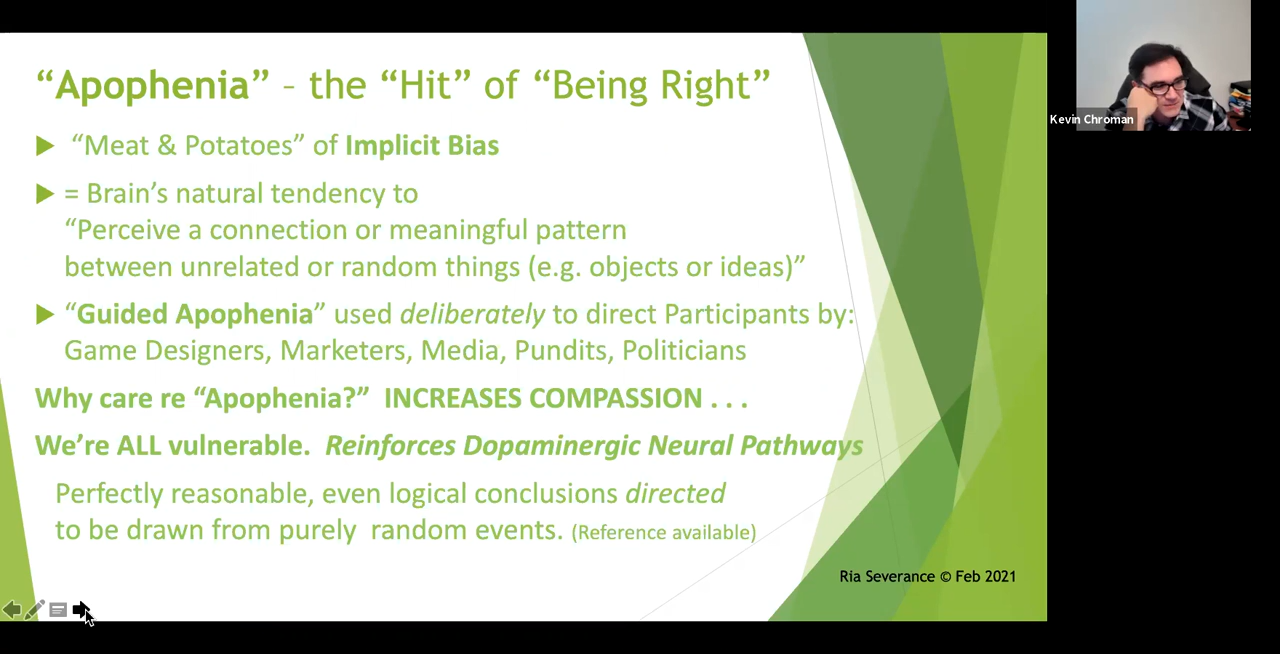 “Apophenia” – the “Hit” of “Being Right”
“Meat & Potatoes” of Implicit Bias
= Brain’s natural tendency to
“Perceive a connection or meaningful pattern
between unrelated or random things (e.g. objects or ideas)”
“Guided Apophenia” used deliberately to direct Participants by:
Game Designers, Marketers, Media, Pundits, Politicians
Why care re “Apophenia?” INCREASES COMPASSION . . .
We’re ALL vulnerable. Reinforces Dopaminergic Neural Pathways
Perfectly reasonable, even logical conclusions directed
to be drawn from purely random events. (Reference available)
Ria Severance © Feb 2021
Kevin Chroman